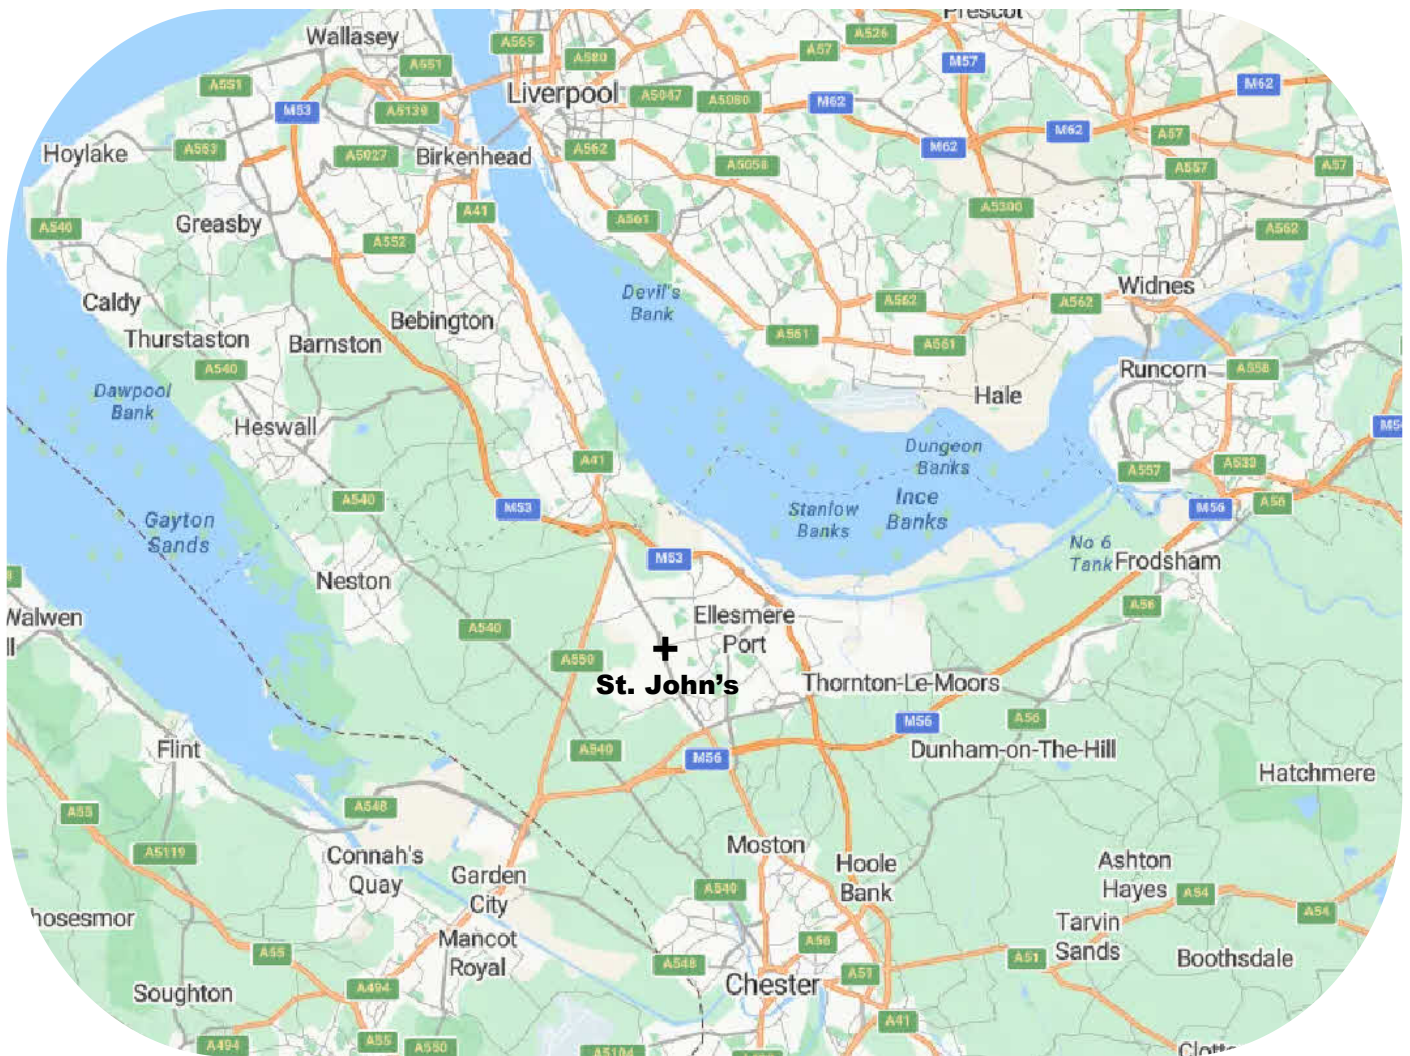 Prescot
Wallasey
A565
A580
A57
A526
M57
A551
A551
M62
M53
A5139
Liverpool
A5047
A5080
M62
M62
Hoylake
A553
A5027
Birkenhead
A562
A5058
M62
A57
A557
A57
A540
Greasby
A41
A561
A5300
A552
A562
Caldy
Devil's
Bank
Widnes
A562
A562
Thurstaston
Barnston
Bebington
A561
A561
A540
Runcorn
A558
Dawpool
Bank
Hale
Heswall
M5
Dungeon
Banks
A41
A557
A533
A540
M53
Stanlow
Banks
Ince
Banks
M56
A56
Gayton
Sands
M53
No 6
Tank
Frodsham
Neston
A56
Walwen
Ellesmere
Port
A540
A550
St. John's
Thornton-Le-Moors
M56
A56
Flint
A540
M56
Dunham-on-The-Hill
Hatchmere
A55
A548
A5119
Connah's
Quay
Garden
City
Moston
Hoole
Bank
Ashton
Hayes
A54
A54
A540
hosesmor
Mancot
Royal
A56
Tarvin
Sands
A55
A548
A51
A51
Boothsdale
Soughton
A494
Chester
A41
A494
A55
A550
A5104
Clott